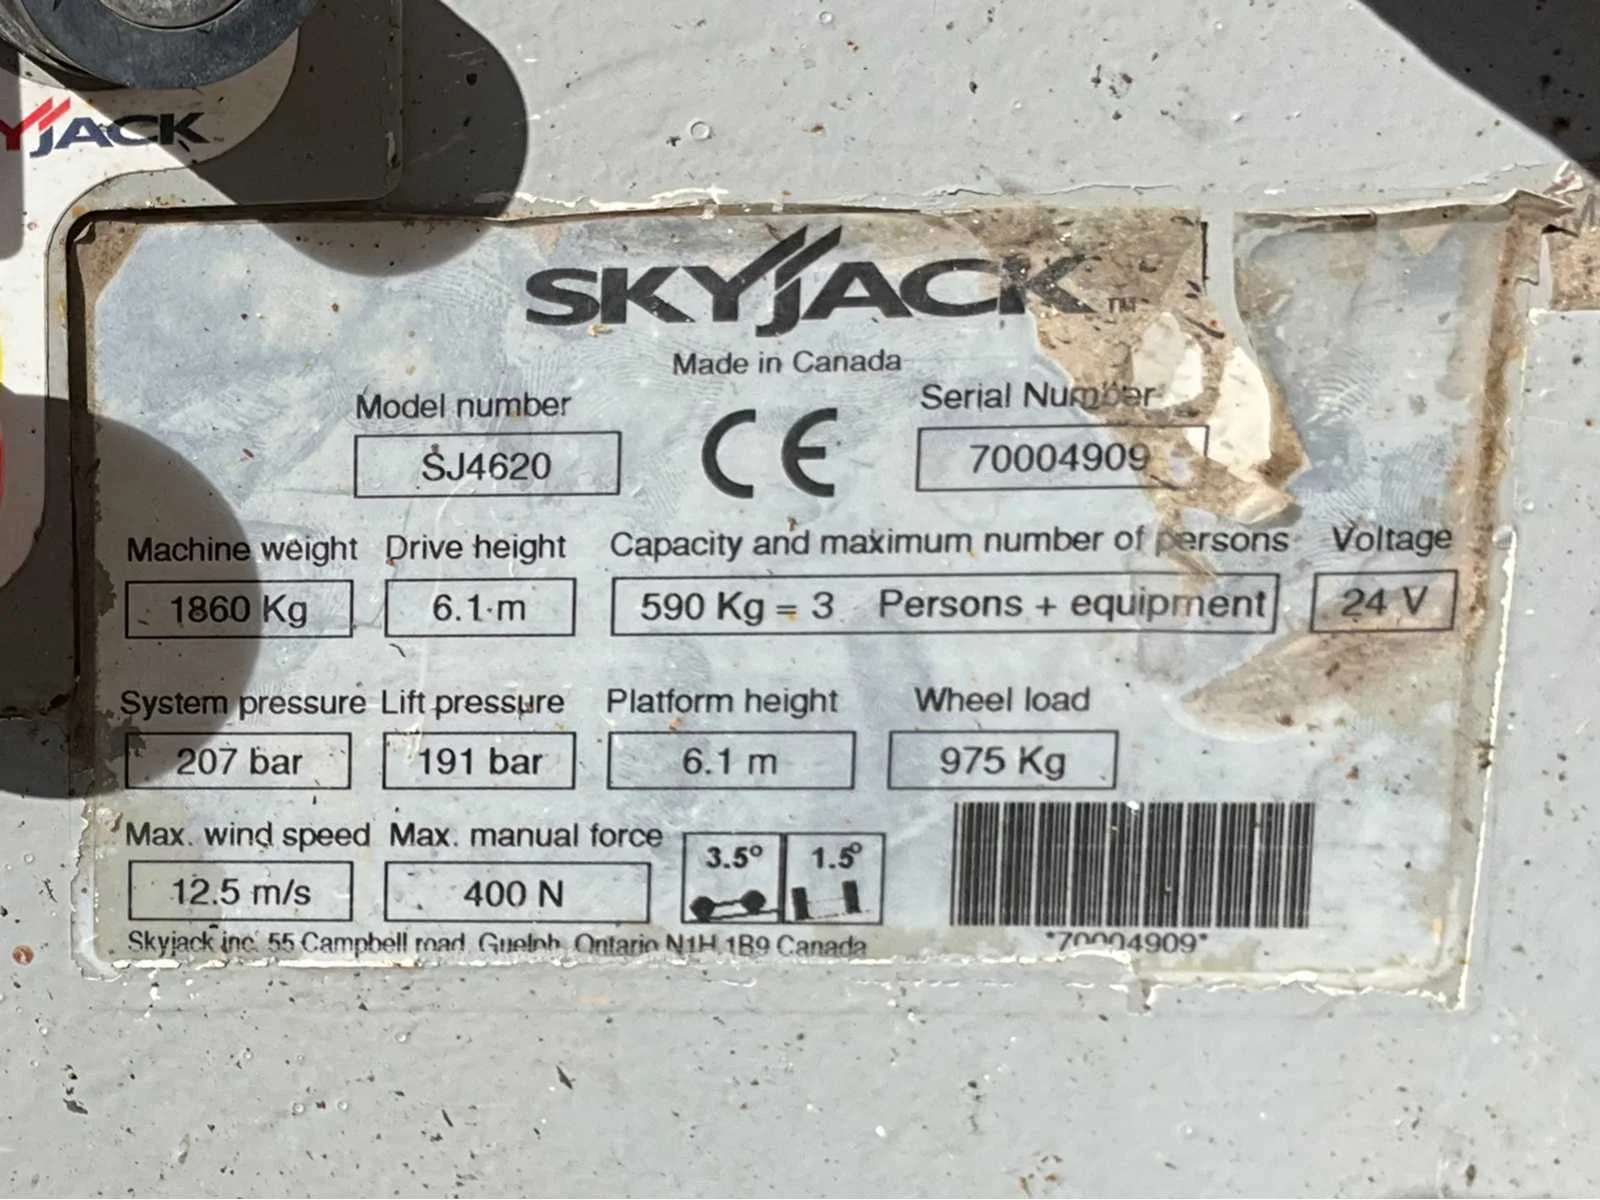 YJACK
SKYJACK™
Made in Canada
Model number Serial Number
SJ4620 CE 70004909
Machine weight Drive height Capacity and maximum number of persons Voltage
1860 Kg 6.1 m 590 Kg = 3 Persons + equipment 24 V
System pressure Lift pressure Platform height Wheel load
207 bar 191 bar 6.1 m 975 Kg
Max. wind speed Max. manual force 3.5° 1.5°
12.5 m/s 400 N
Skyjack inc. 55 Campbell road, Guelph, Ontario N1H 1B9 Canada *70004909*